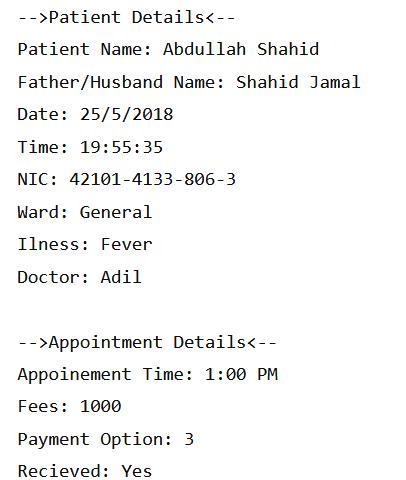 -->Patient Details<--
Patient Name: Abdullah Shahid
Father/Husband Name: Shahid Jamal
Date: 25/5/2018
Time: 19:55:35
NIC: 42101-4133-806-3
Ward: General
Ilness: Fever
Doctor: Adil
-->Appointment Details<--
Appoinement Time: 1:00 PM
Fees: 1000
Payment Option: 3
Recieved: Yes